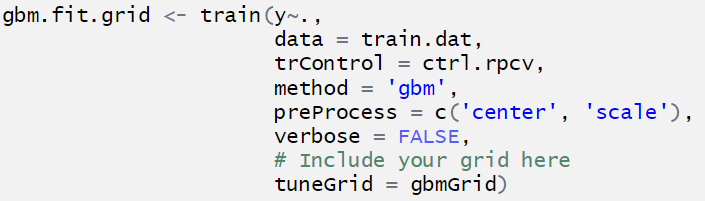 gbm.fit.grid <- train(y~.,
data = train.dat,
trControl = ctrl.rpcv,
method = 'gbm',
preProcess = c('center', 'scale'),
verbose = FALSE,
# Include your grid here
tuneGrid = gbmGrid)